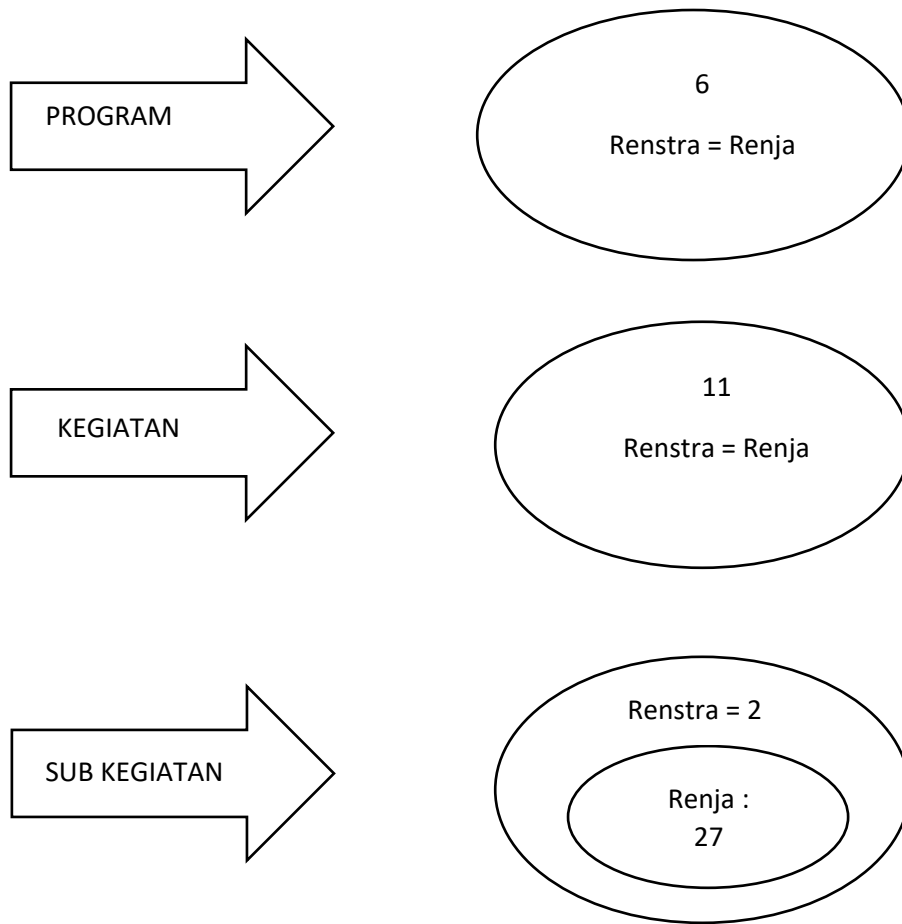 PROGRAM
6
Renstra = Renja
KEGIATAN
11
Renstra = Renja
SUB KEGIATAN
Renstra = 2
Renja :
27